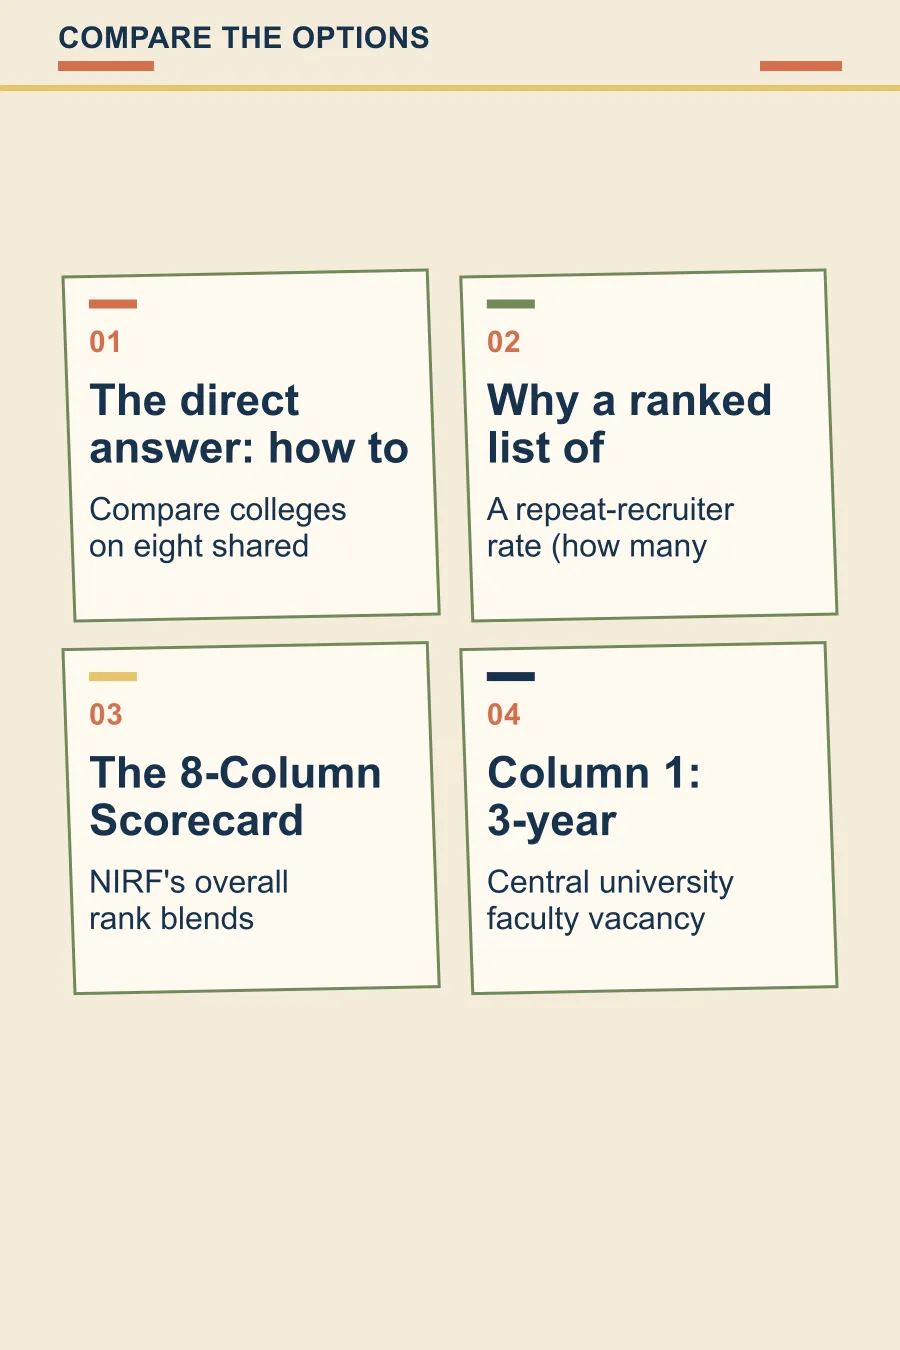 COMPARE THE OPTIONS
01
The direct
answer: how to
Compare colleges
on eight shared
02
Why a ranked
list of
A repeat-recruiter
rate (how many
03
The 8-Column
Scorecard
NIRF's overall
rank blends
04
Column 1:
3-year
Central university
faculty vacancy